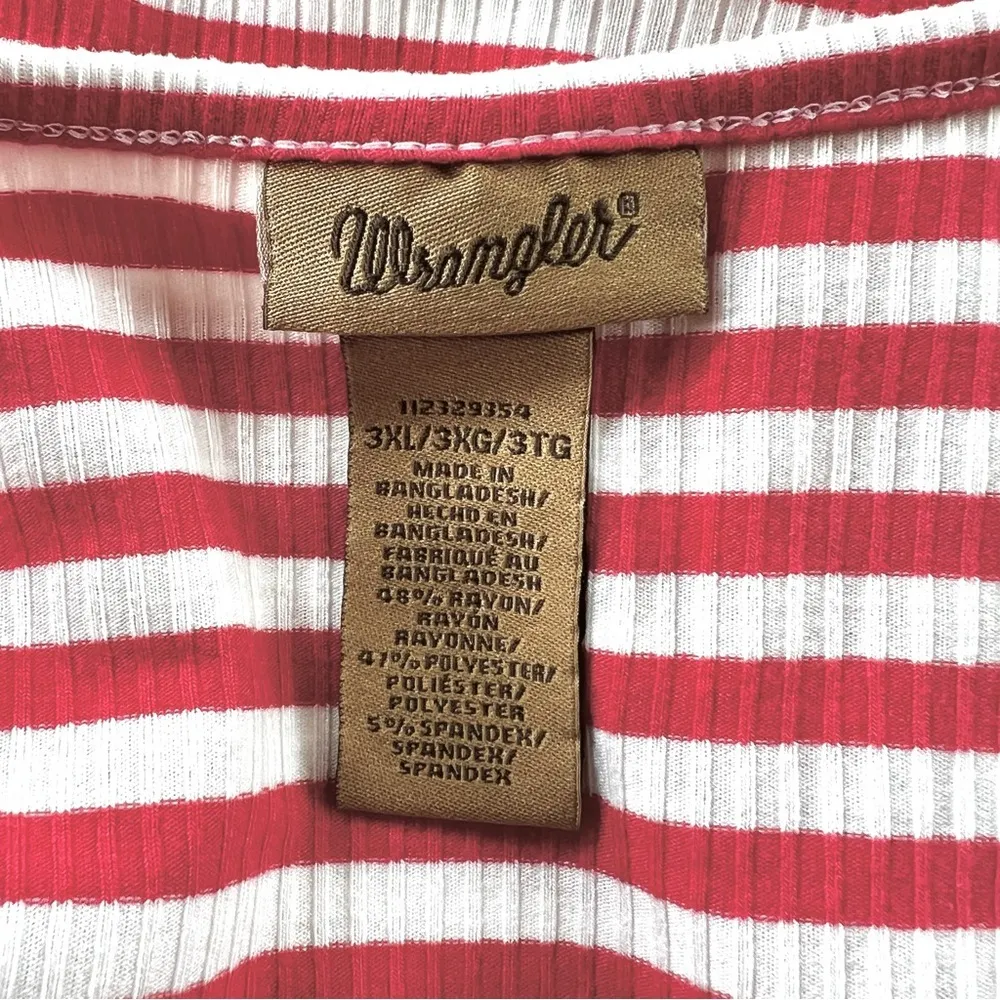 Wrangler®
112329354
3XL/3XG/3TG
MADE IN
BANGLADESH/
HECHO EN
BANGLADESH/
FABRIQUÉ AU
BANGLADESH
48% RAYON/
RAYON
RAYONNE/
47% POLYESTER/
POLIÉSTER/
POLYESTER
5% SPANDEX/
SPANDEX/
SPANDEX